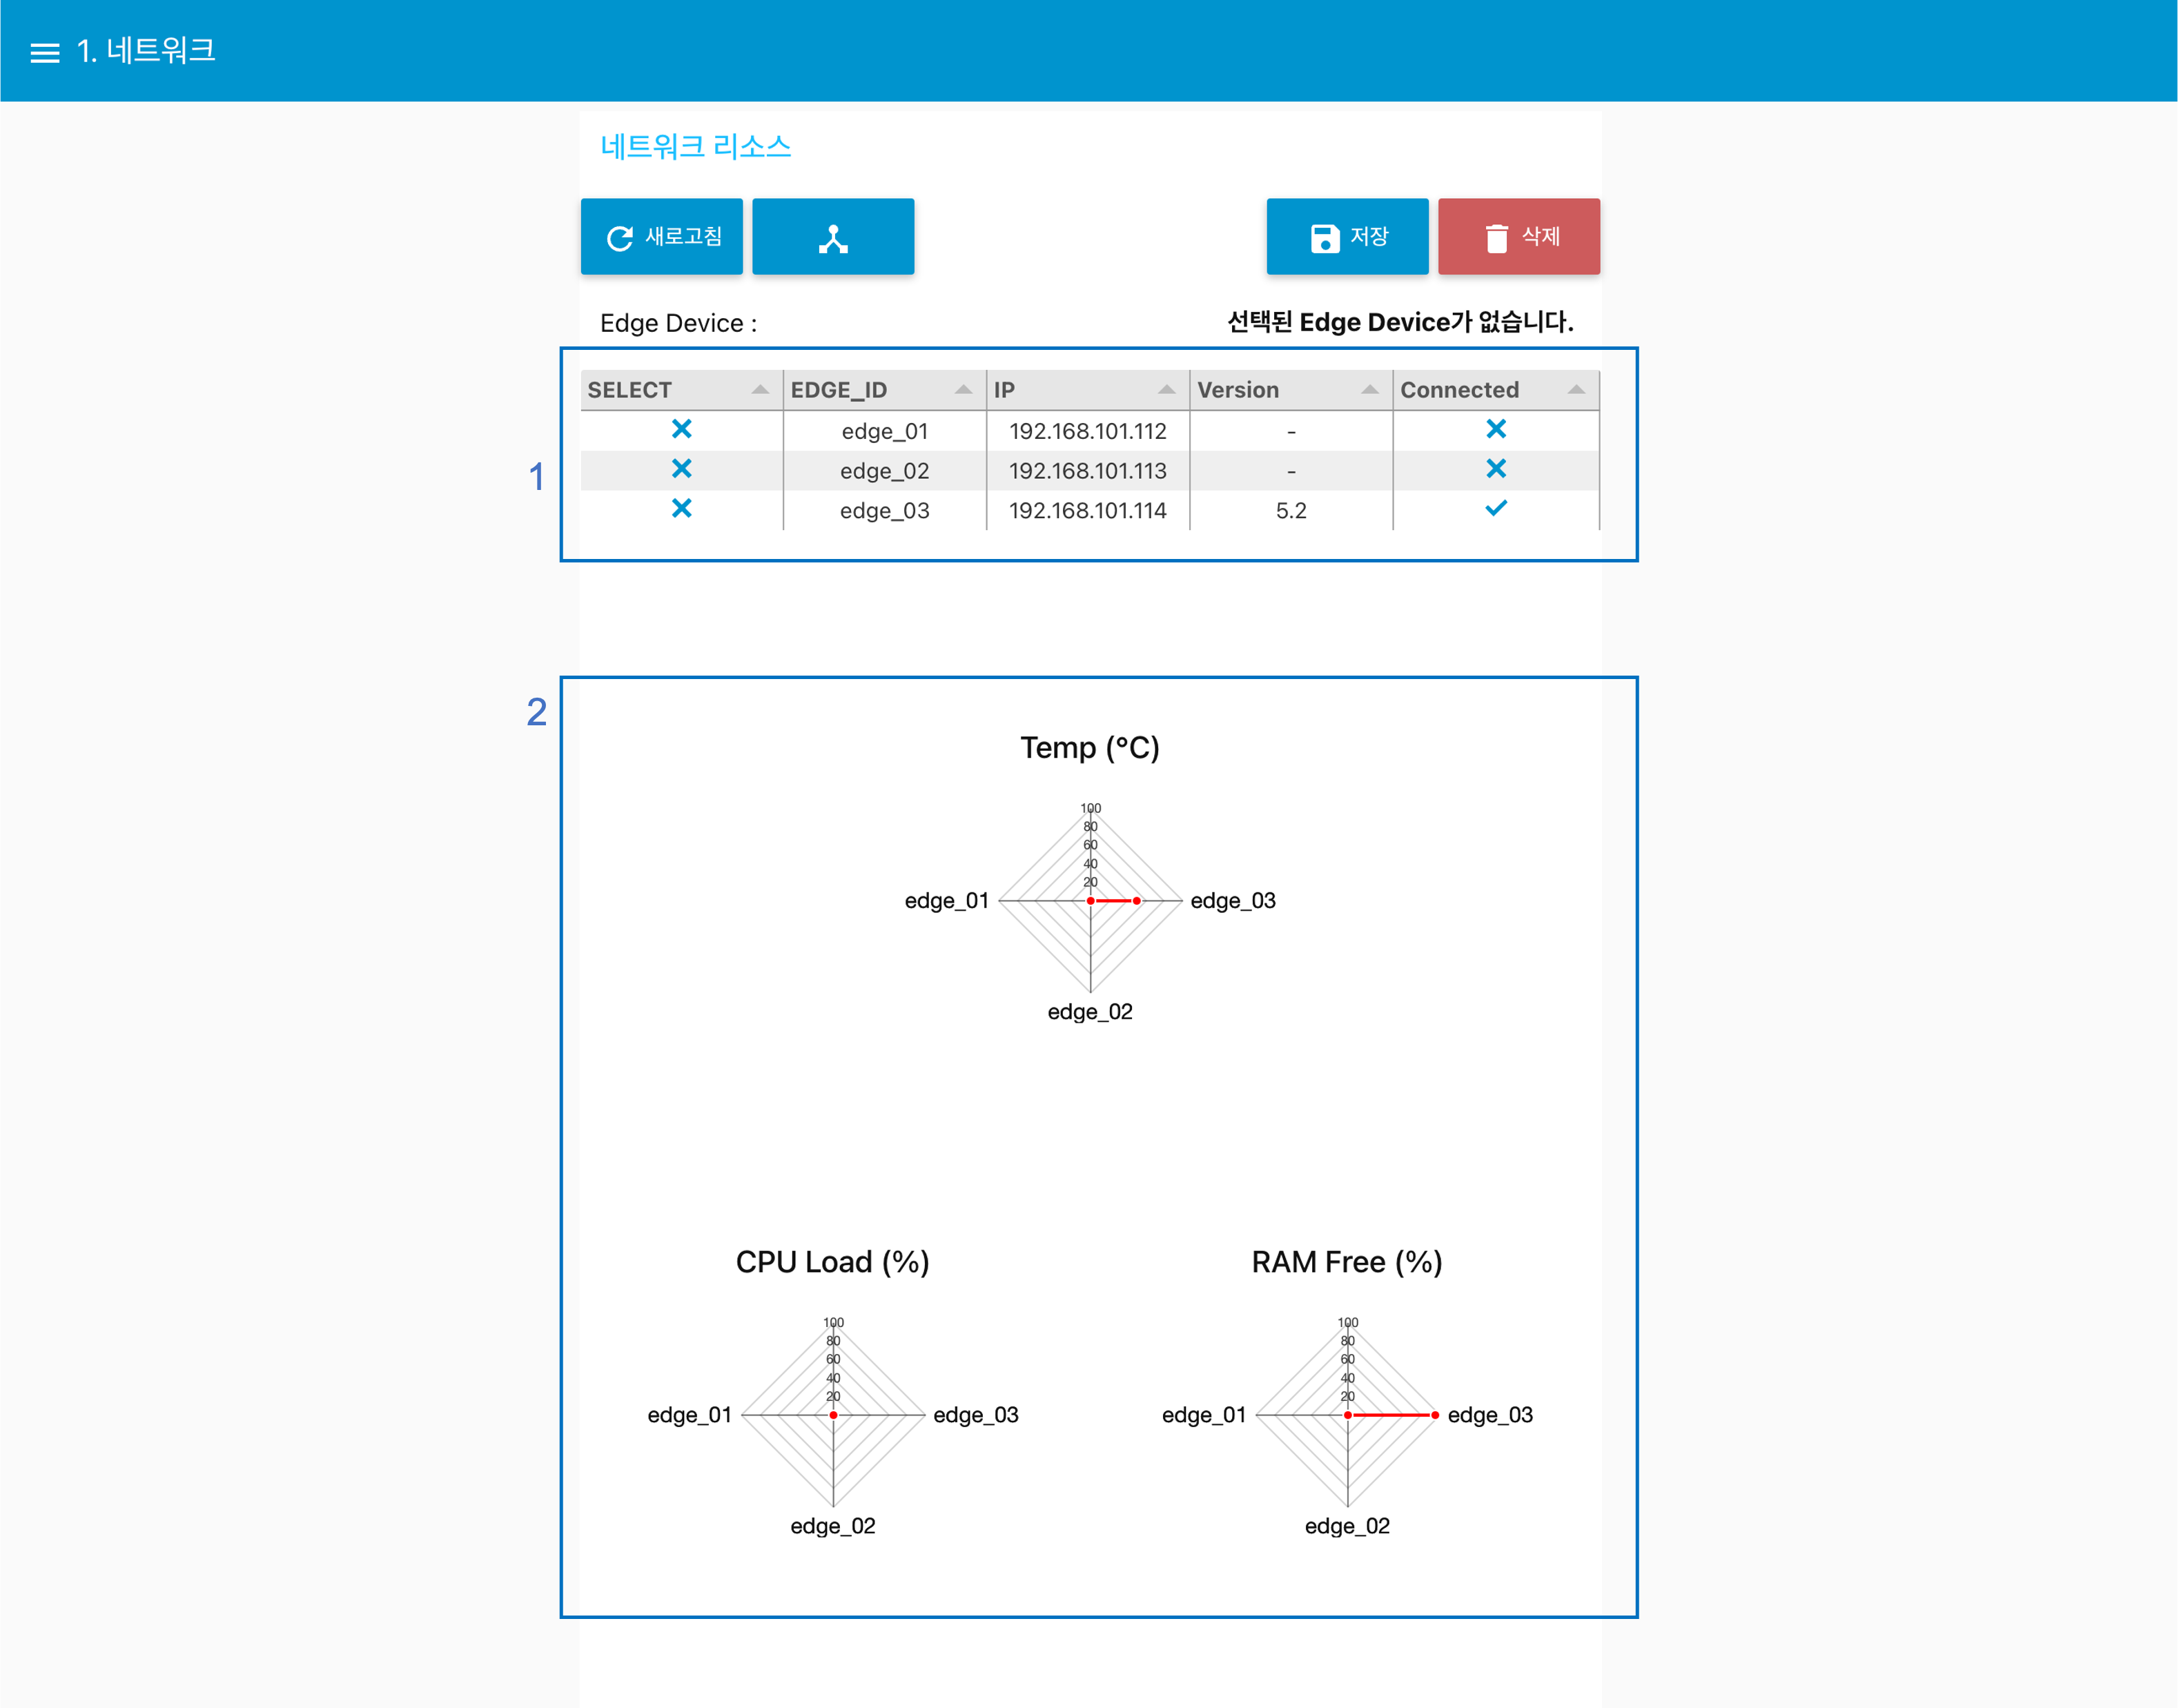 1. 네트워크
네트워크 리소스
새로고침
저장
삭제
Edge Device :
선택된 Edge Device가 없습니다.
1
SELECT EDGE_ID IP Version Connected
edge_01 192.168.101.112 -
edge_02 192.168.101.113 -
edge_03 192.168.101.114 5.2
2
Temp (°C)
100
80
60
40
20
edge_01
edge_03
edge_02
CPU Load (%)
100
80
60
40
20
edge_01
edge_03
edge_02
RAM Free (%)
100
80
60
40
20
edge_01
edge_03
edge_02